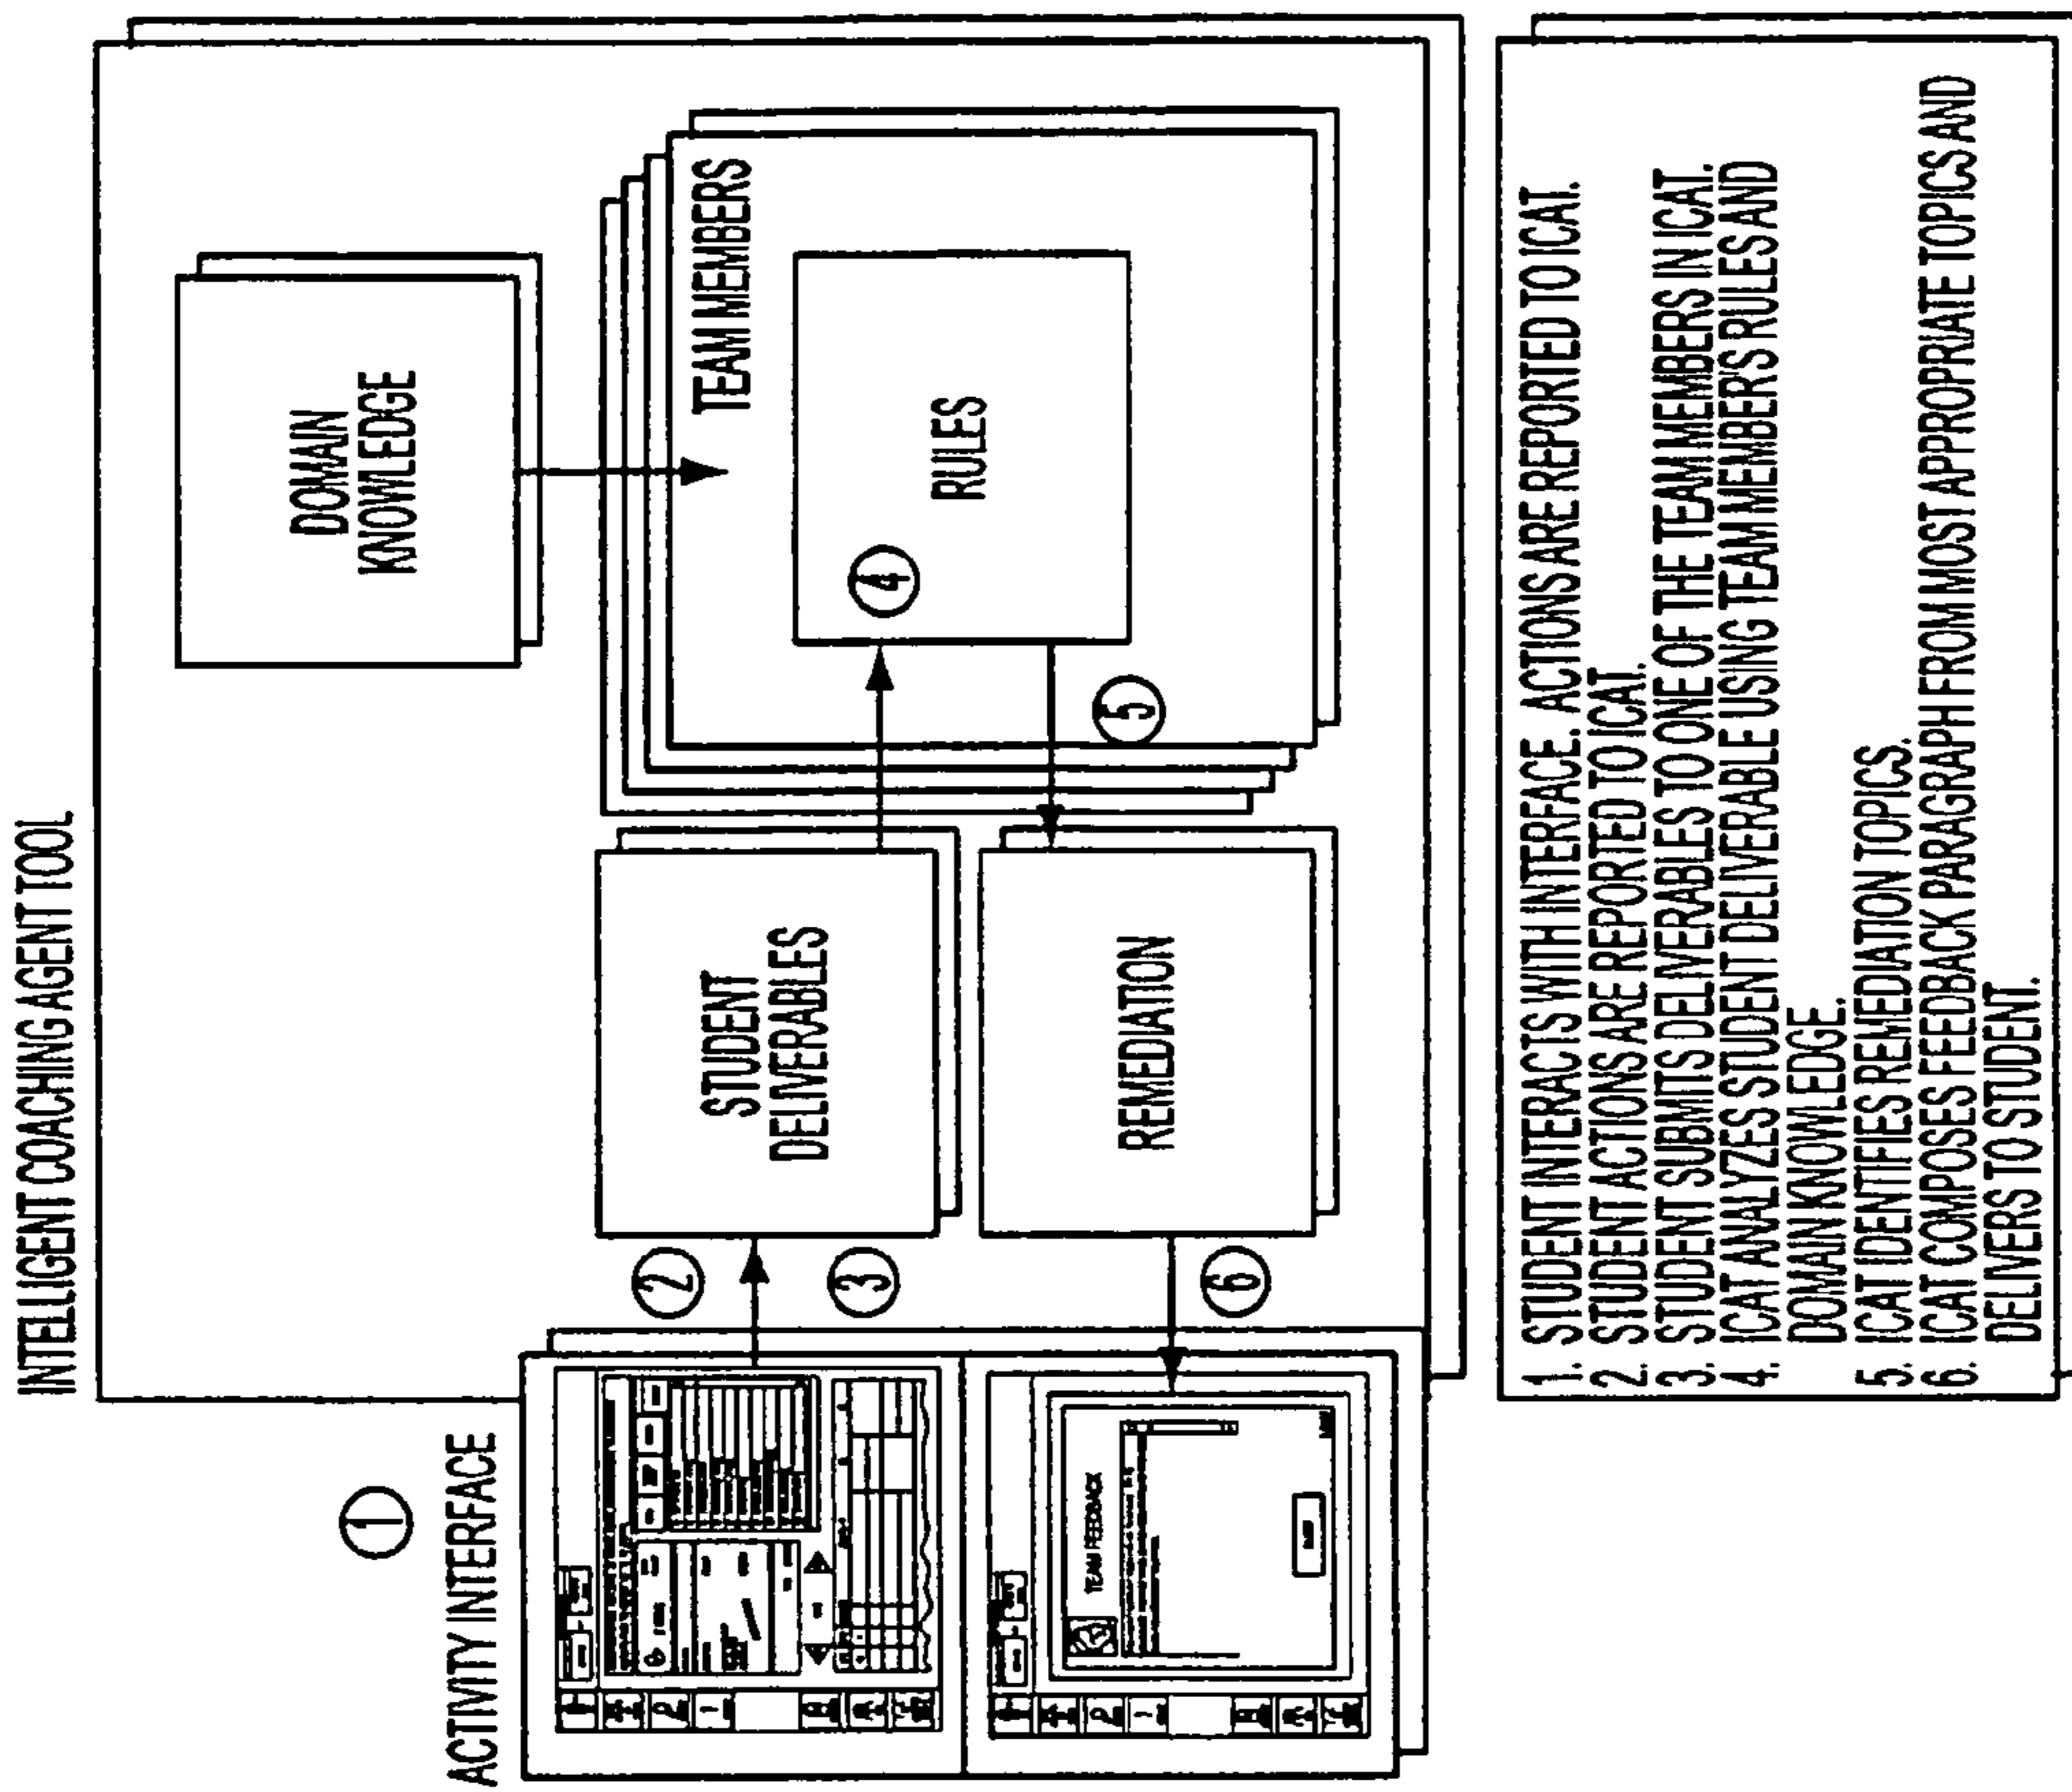 INTELLIGENT COACHING AGENT TOOL
DOMAIN
KNOWLEDGE
TEAM MEMBERS
RULES
4
5
STUDENT
DELIVERABLES
REMEDIATION
2
3
6
1
ACTIVITY INTERFACE
TEAM FEEDBACK
1. STUDENT INTERACTS WITH INTERFACE. ACTIONS ARE REPORTED TO ICAT.
2. STUDENT ACTIONS ARE REPORTED TO ICAT.
3. STUDENT SUBMITS DELIVERABLES TO ONE OF THE TEAM MEMBERS IN ICAT.
4. ICAT ANALYZES STUDENT DELIVERABLE USING TEAM MEMBERS RULES AND
DOMAIN KNOWLEDGE.
5. ICAT IDENTIFIES REMEDIATION TOPICS.
6. ICAT COMPOSES FEEDBACK PARAGRAPH FROM MOST APPROPRIATE TOPICS AND
DELIVERS TO STUDENT.